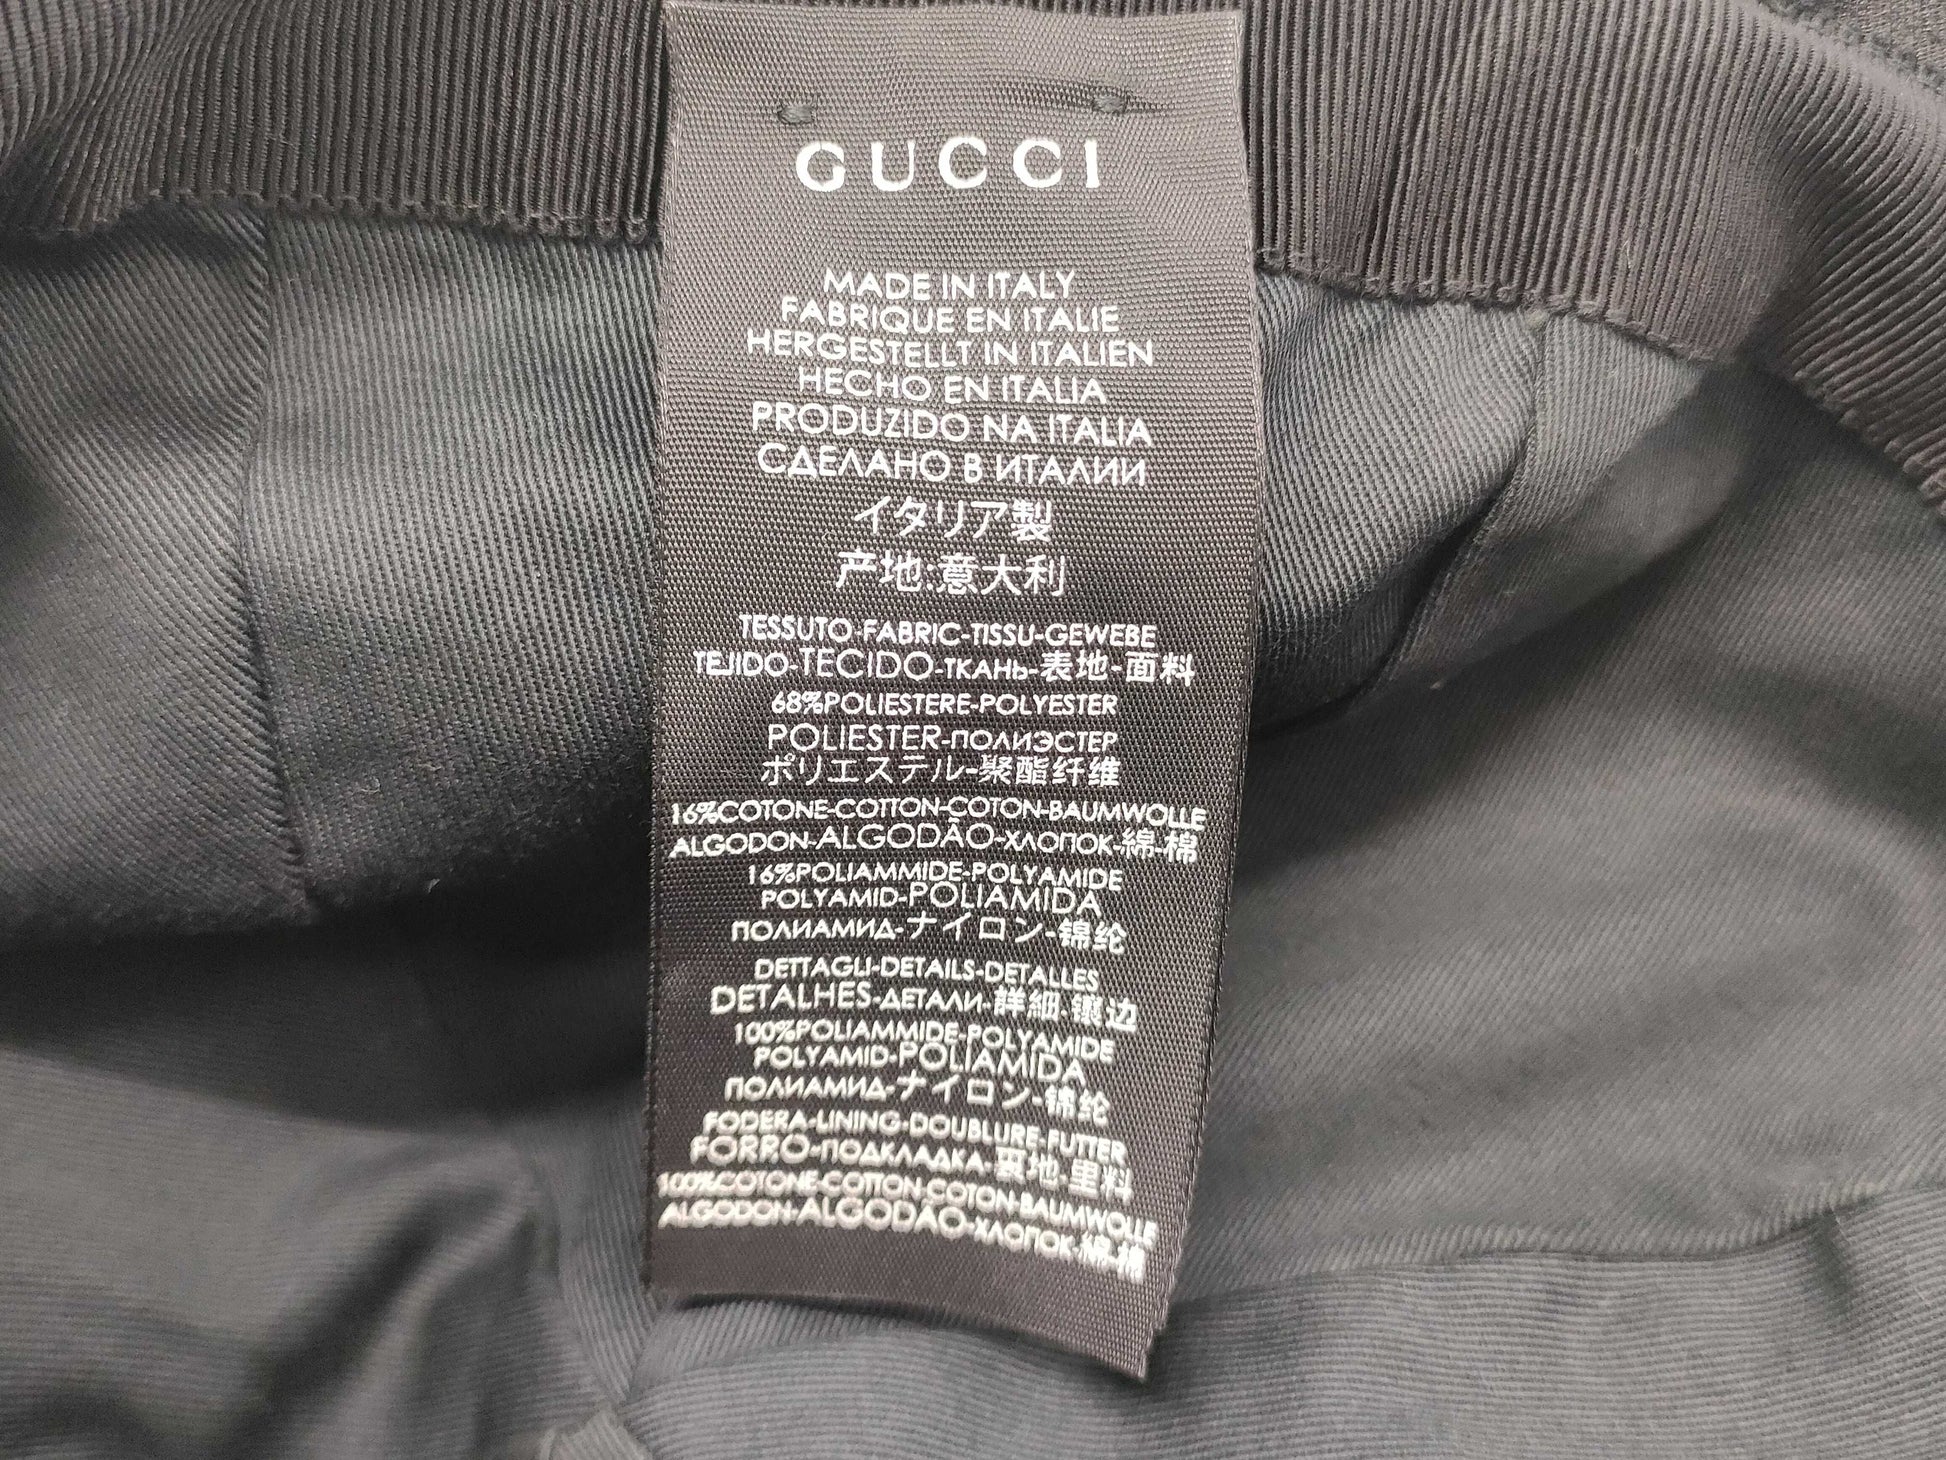 GUCCI
MADE IN ITALY
FABRIQUE EN ITALIE
HERGESTELLT IN ITALIEN
HECHO EN ITALIA
PRODUZIDO NA ITALIA
СДЕЛАНО В ИТАЛИИ
イタリア製
产地:意大利
TESSUTO-FABRIC-TISSU-GEWEBE
TEJIDO-TECIDO-ТКАНЬ-表地-面料
68%POLIESTERE-POLYESTER
POLIESTER-ПОЛИЭСТЕР
ポリエステル-聚酯纤维
16%COTONE-COTTON-COTON-BAUMWOLLE
ALGODON-ALGODÃO-ХЛОПОК-綿-棉
16%POLIAMMIDE-POLYAMIDE
POLYAMID-POLIAMIDA
ПОЛИАМИД-ナイロン-锦纶
DETTAGLI-DETAILS-DETALLES
DETALHES-ДЕТАЛИ-詳細-镶边
100%POLIAMMIDE-POLYAMIDE
POLYAMID-POLIAMIDA
ПОЛИАМИД-ナイロン-锦纶
FODERA-LINING-DOUBLURE-FUTTER
FORRO-ПОДКЛАДКА-裏地-里料
100%COTONE-COTTON-COTON-BAUMWOLLE
ALGODON-ALGODÃO-ХЛОПОК-綿-棉